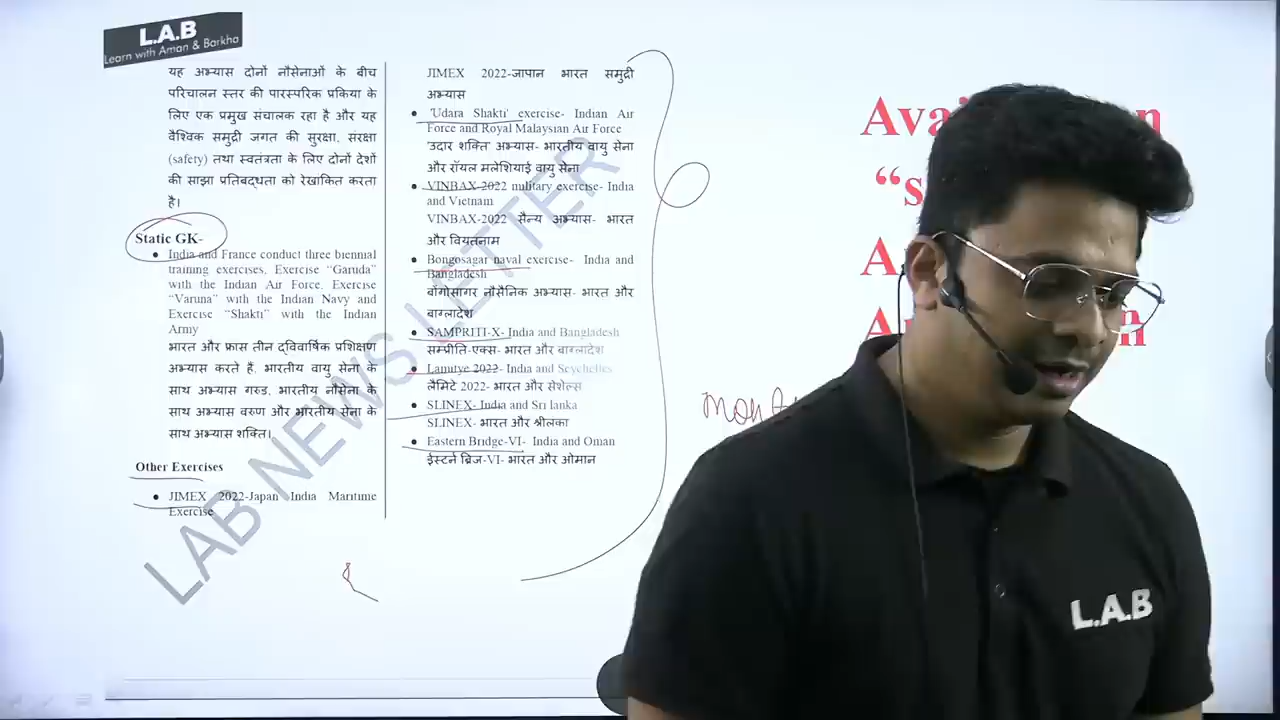 L.A.B
Learn with Aman & Barkha
यह अभ्यास दोनों नौसेनाओं के बीच
परिचालन स्तर की पारस्परिक प्रकिया के
लिए एक प्रमुख संचालक रहा है और यह
वैश्विक समुद्री जगत की सुरक्षा, संरक्षा
(safety) तथा स्वतंत्रता के लिए दोनों देशों
की साझा प्रतिबद्धता को रेखांकित करता
है।
Static GK-
India and France conduct three biennial
training exercises, Exercise “Garuda”
with the Indian Air Force, Exercise
“Varuna” with the Indian Navy and
Exercise “Shakti” with the Indian
Army
भारत और फ्रांस तीन द्विवार्षिक प्रशिक्षण
अभ्यास करते हैं, भारतीय वायु सेना के
साथ अभ्यास गरुड, भारतीय नौसेना के
साथ अभ्यास वरुण और भारतीय सेना के
साथ अभ्यास शक्ति।
Other Exercises
JIMEX 2022-Japan India Maritime
Exercise
JIMEX 2022-जापान भारत समुद्री
अभ्यास
'Udara Shakti' exercise- Indian Air
Force and Royal Malaysian Air Force
'उदार शक्ति' अभ्यास- भारतीय वायु सेना
और रॉयल मलेशियाई वायु सेना
VINBAX-2022 military exercise- India
and Vietnam
VINBAX-2022 सैन्य अभ्यास- भारत
और वियतनाम
Bongosagar naval exercise- India and
Bangladesh
बोंगोसागर नौसैनिक अभ्यास- भारत और
बांग्लादेश
SAMPRITI-X- India and Bangladesh
सम्प्रीति-एक्स- भारत और बांग्लादेश
Lamitye 2022- India and Seychelles
लैमिटे 2022- भारत और सेशेल्स
SLINEX- India and Sri lanka
SLINEX- भारत और श्रीलंका
Eastern Bridge-VI- India and Oman
ईस्टर्न ब्रिज-VI- भारत और ओमान
LAB NEWS LETTER
L.A.B